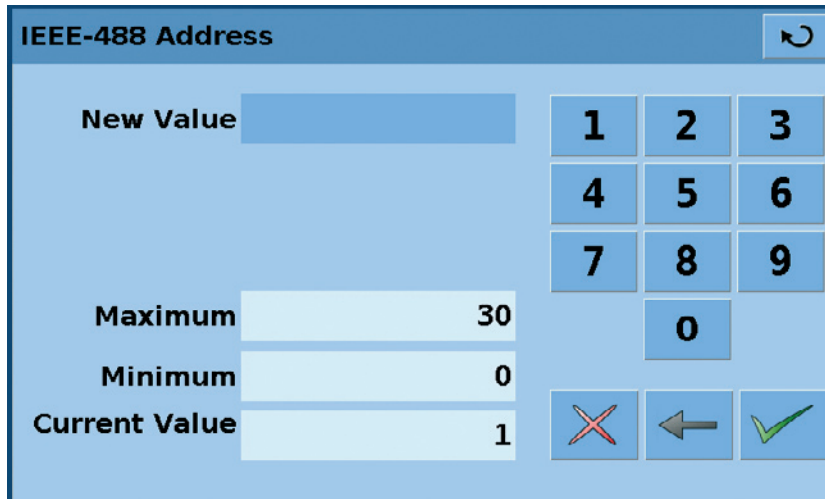 IEEE-488 Address
New Value
1 2 3
4 5 6
7 8 9
0
Maximum 30
Minimum 0
Current Value 1